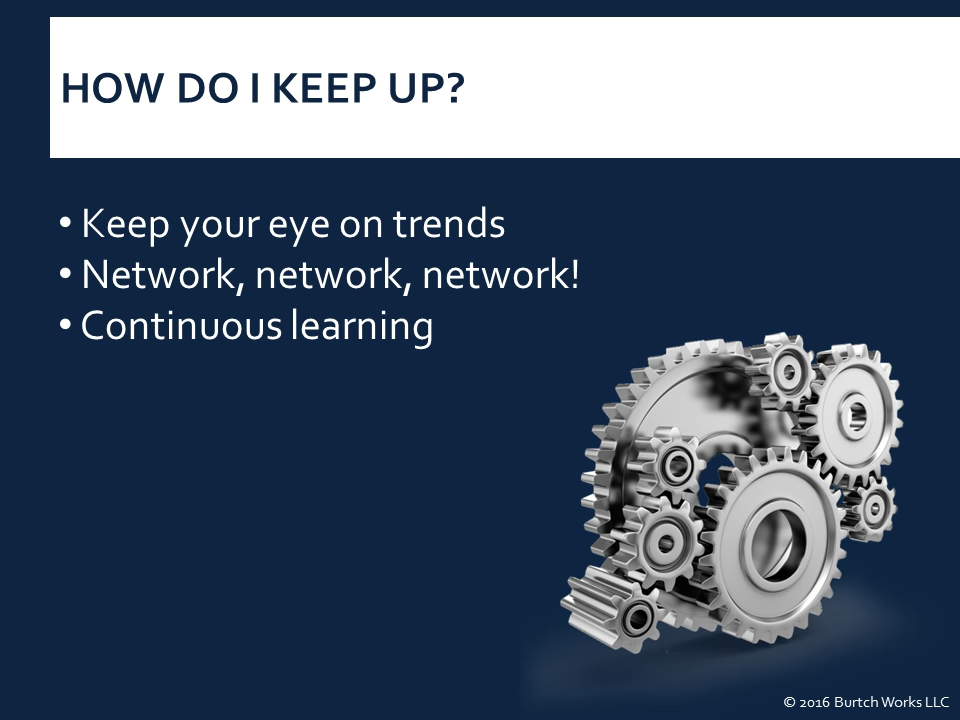 HOW DO I KEEP UP?
• Keep your eye on trends
• Network, network, network!
• Continuous learning
© 2016 Burtch Works LLC